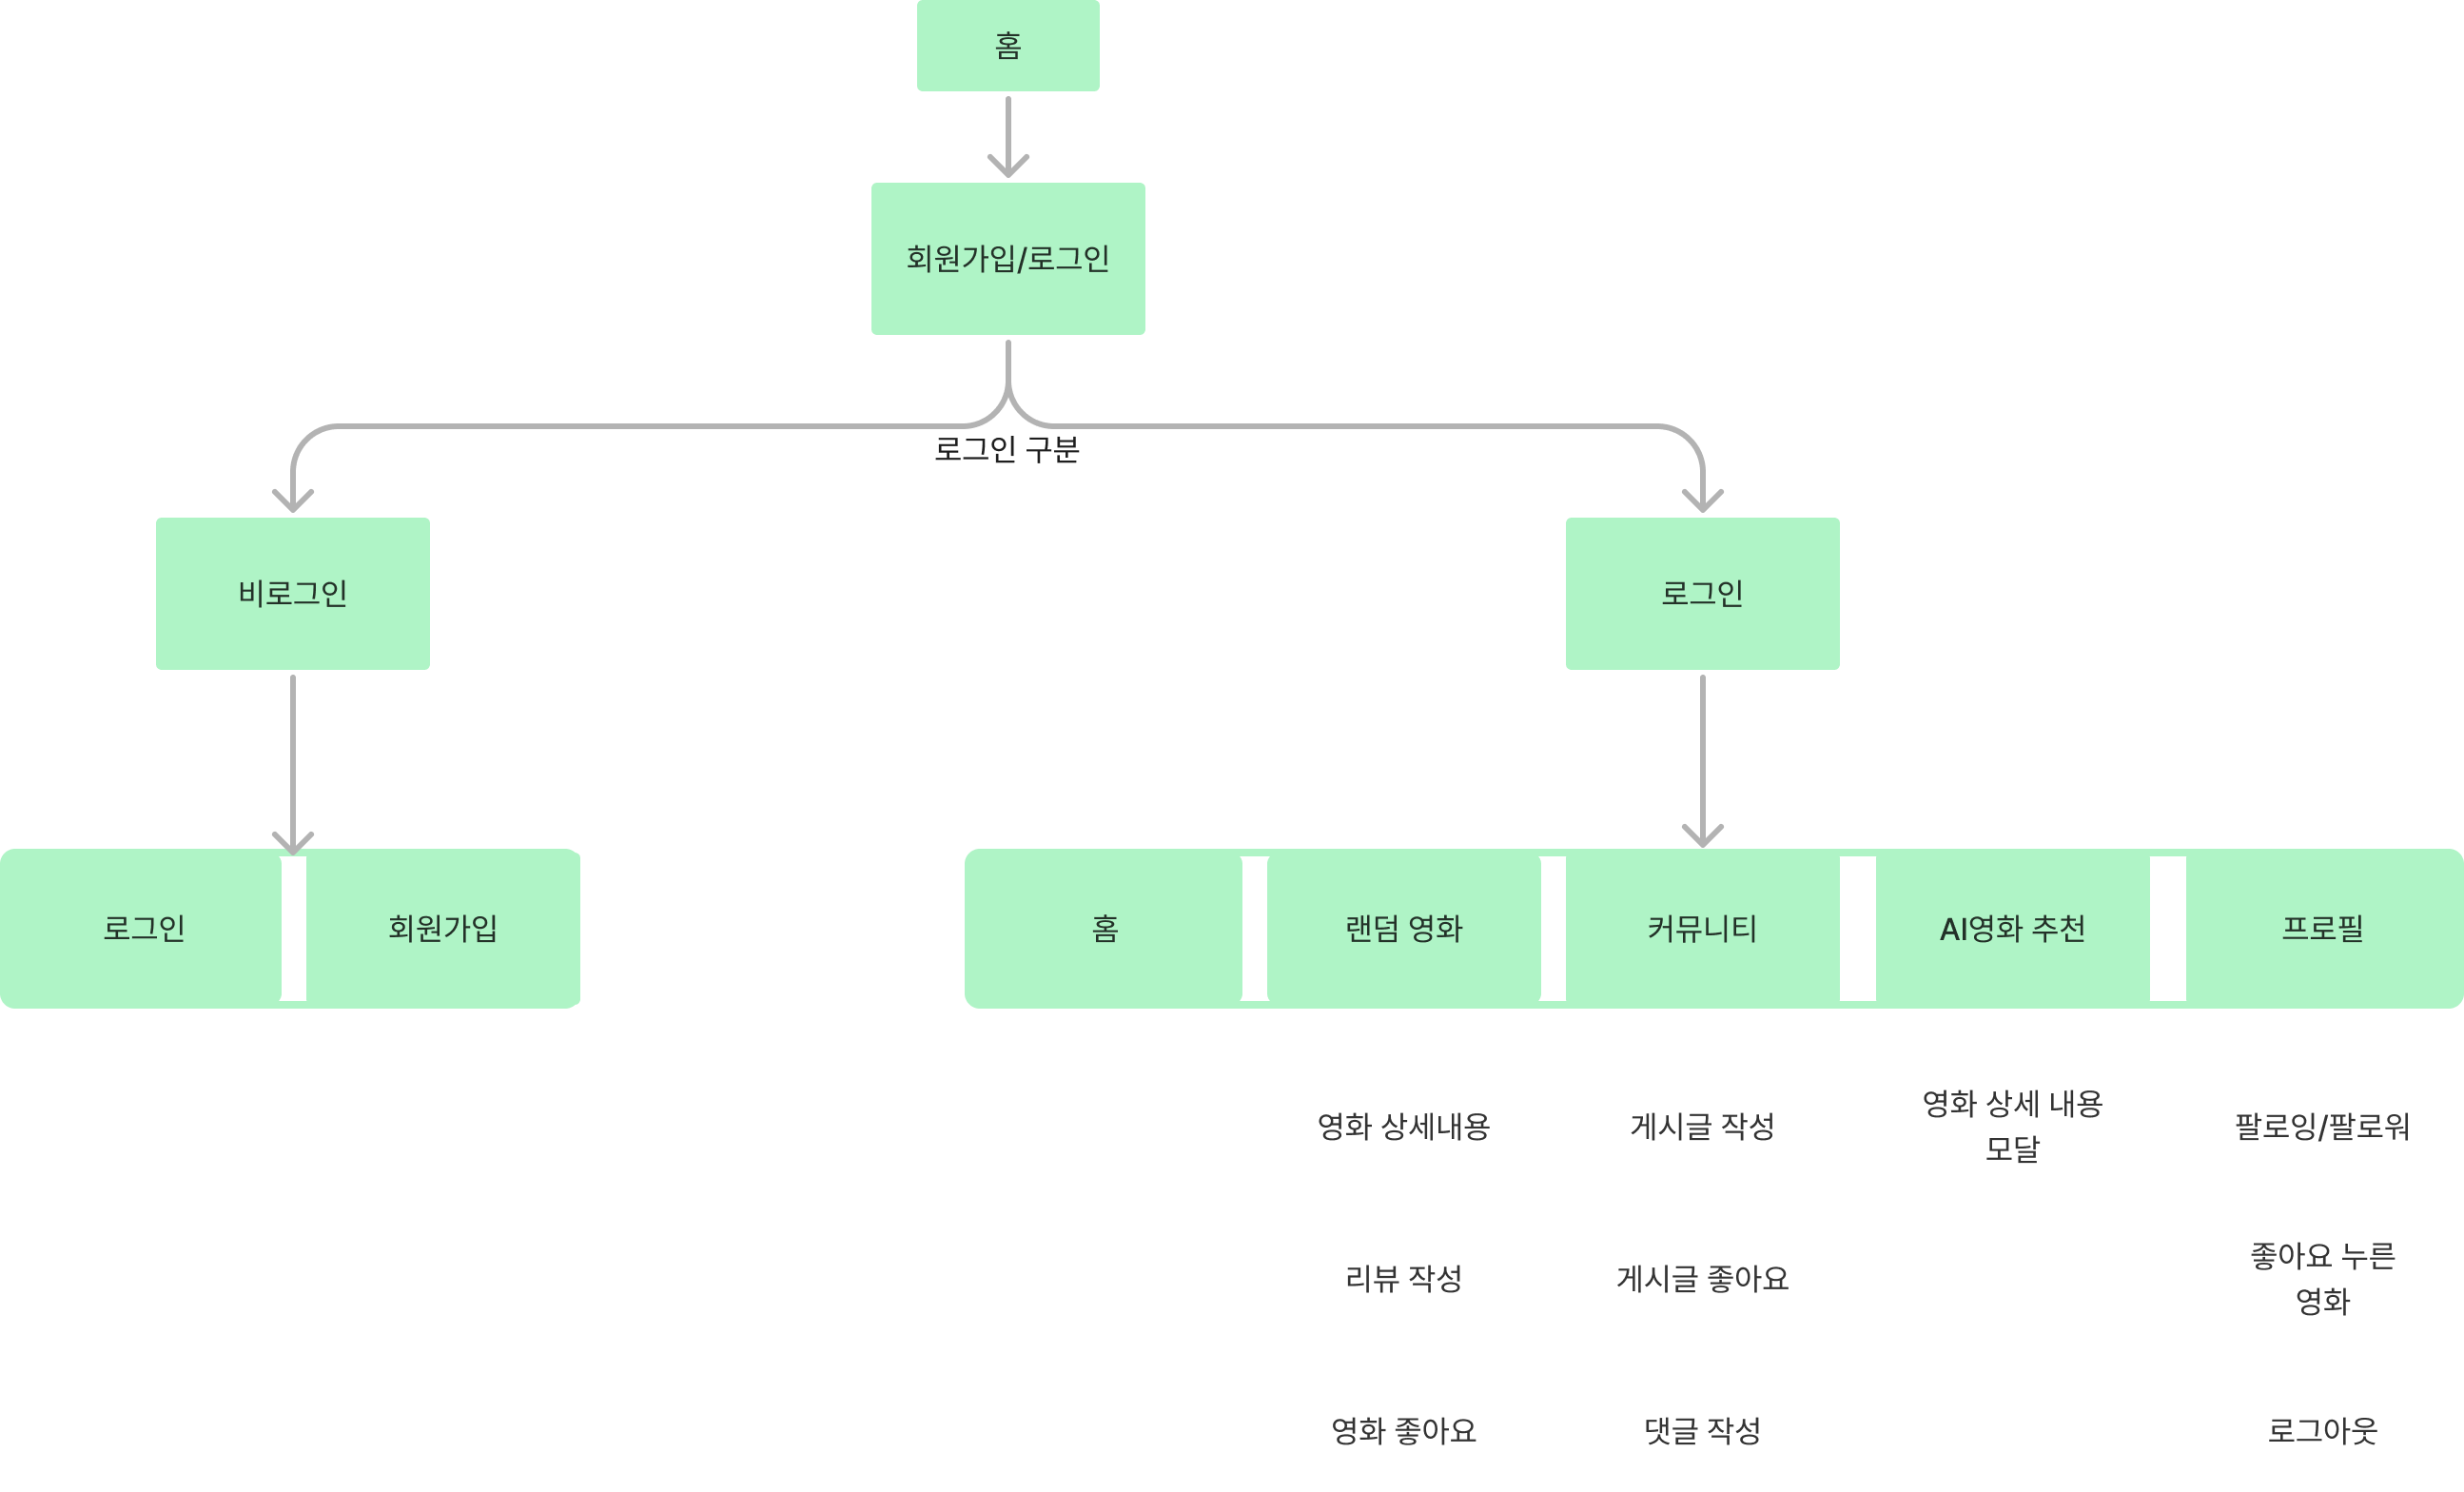 홈
회원가입/로그인
로그인 구분
비로그인
로그인
로그인
회원가입
홈
랜덤 영화
커뮤니티
AI영화 추천
프로필
영화 상세내용
게시글 작성
영화 상세 내용
모달
팔로잉/팔로워
리뷰 작성
게시글 좋아요
좋아요 누른
영화
영화 좋아요
댓글 작성
로그아웃